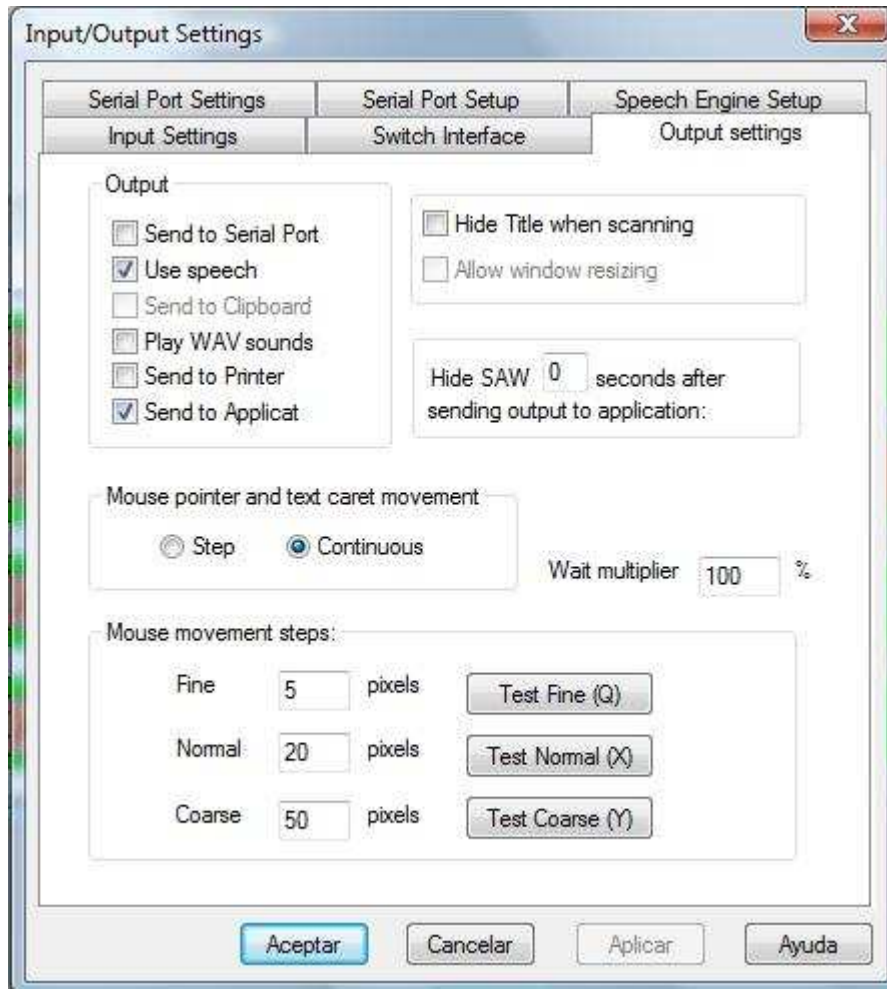 Input/Output Settings
Serial Port Settings Serial Port Setup Speech Engine Setup
Input Settings Switch Interface Output settings
Output
Send to Serial Port
Use speech
Send to Clipboard
Play WAV sounds
Send to Printer
Send to Applicat
Hide Title when scanning
Allow window resizing
Hide SAW 0 seconds after
sending output to application:
Mouse pointer and text caret movement
Step Continuous
Wait multiplier 100 %
Mouse movement steps:
Fine 5 pixels Test Fine (Q)
Normal 20 pixels Test Normal (X)
Coarse 50 pixels Test Coarse (Y)
Aceptar Cancelar Aplicar Ayuda